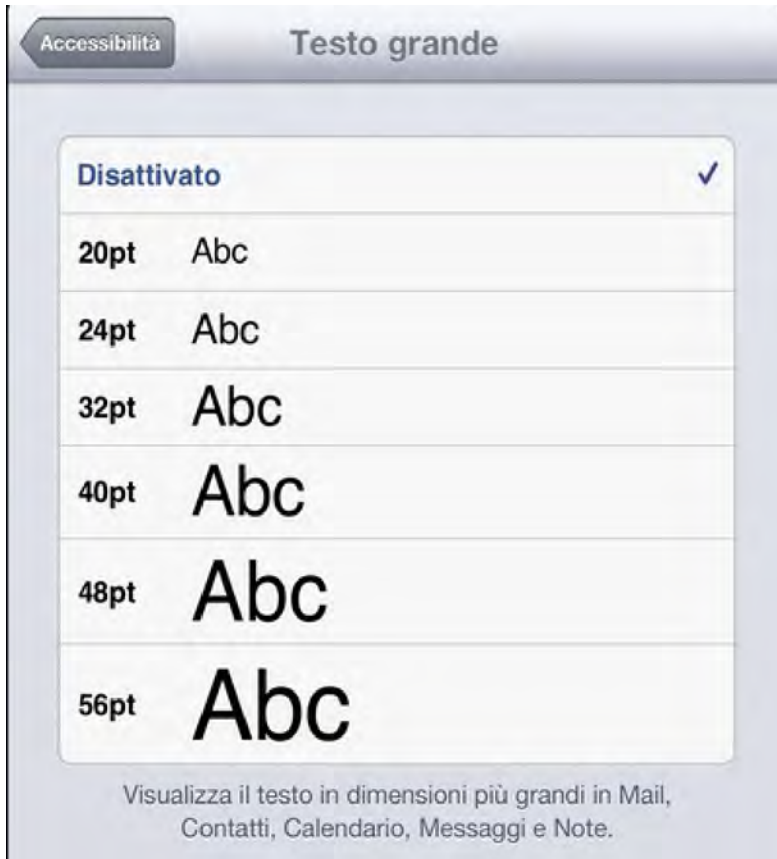 Accessibilità
Testo grande
Disattivato
20pt Abc
24pt Abc
32pt Abc
40pt Abc
48pt Abc
56pt Abc
Visualizza il testo in dimensioni più grandi in Mail,
Contatti, Calendario, Messaggi e Note.